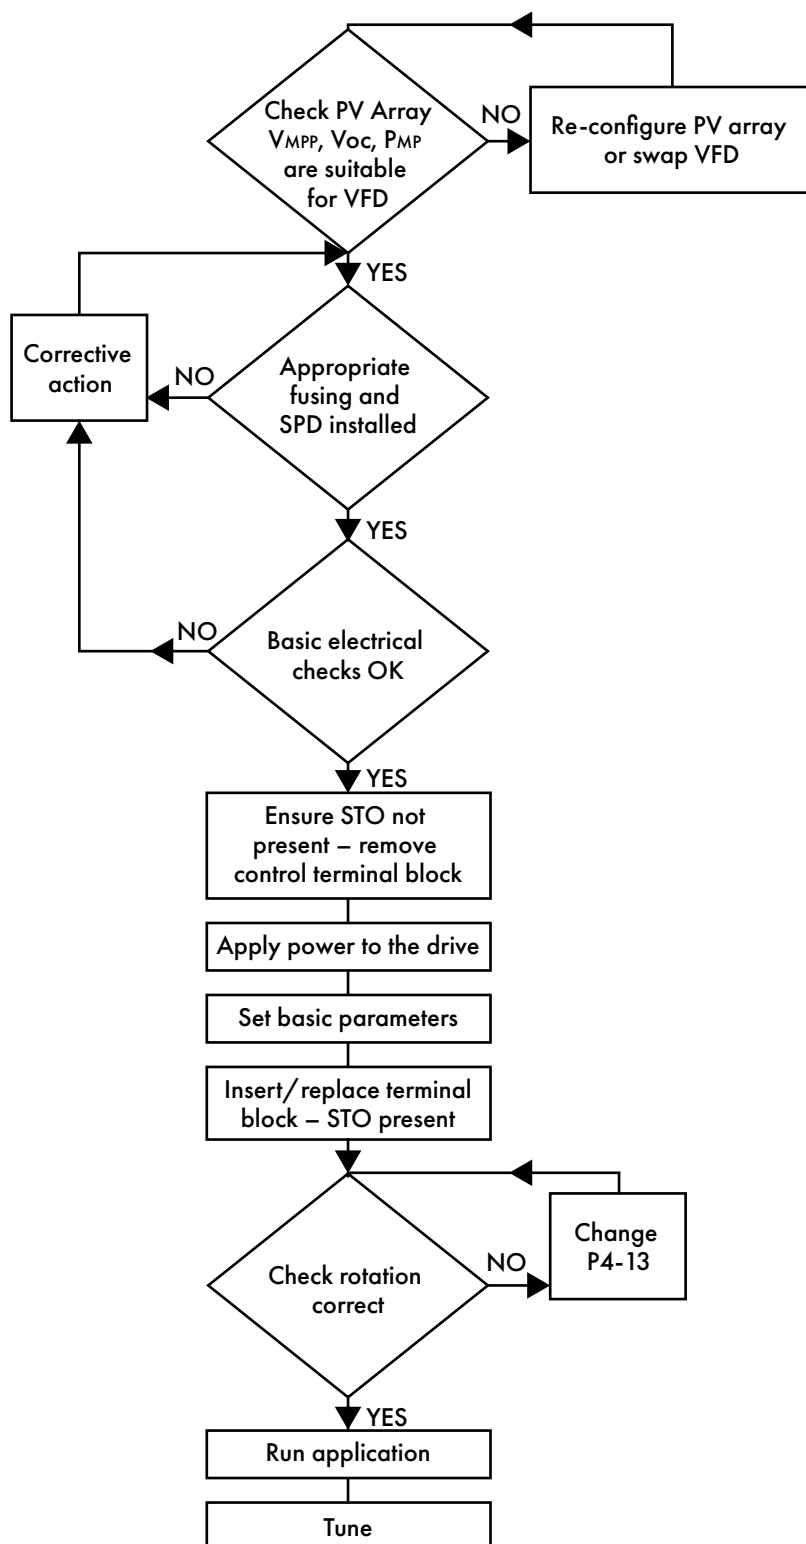 Check PV Array
VMPP, Voc, PMP
are suitable
for VFD
NO
Re-configure PV array
or swap VFD
YES
Corrective
action
NO
Appropriate
fusing and
SPD installed
YES
NO
Basic electrical
checks OK
YES
Ensure STO not
present – remove
control terminal block
Apply power to the drive
Set basic parameters
Insert/replace terminal
block – STO present
Check rotation
correct
NO
Change
P4-13
YES
Run application
Tune